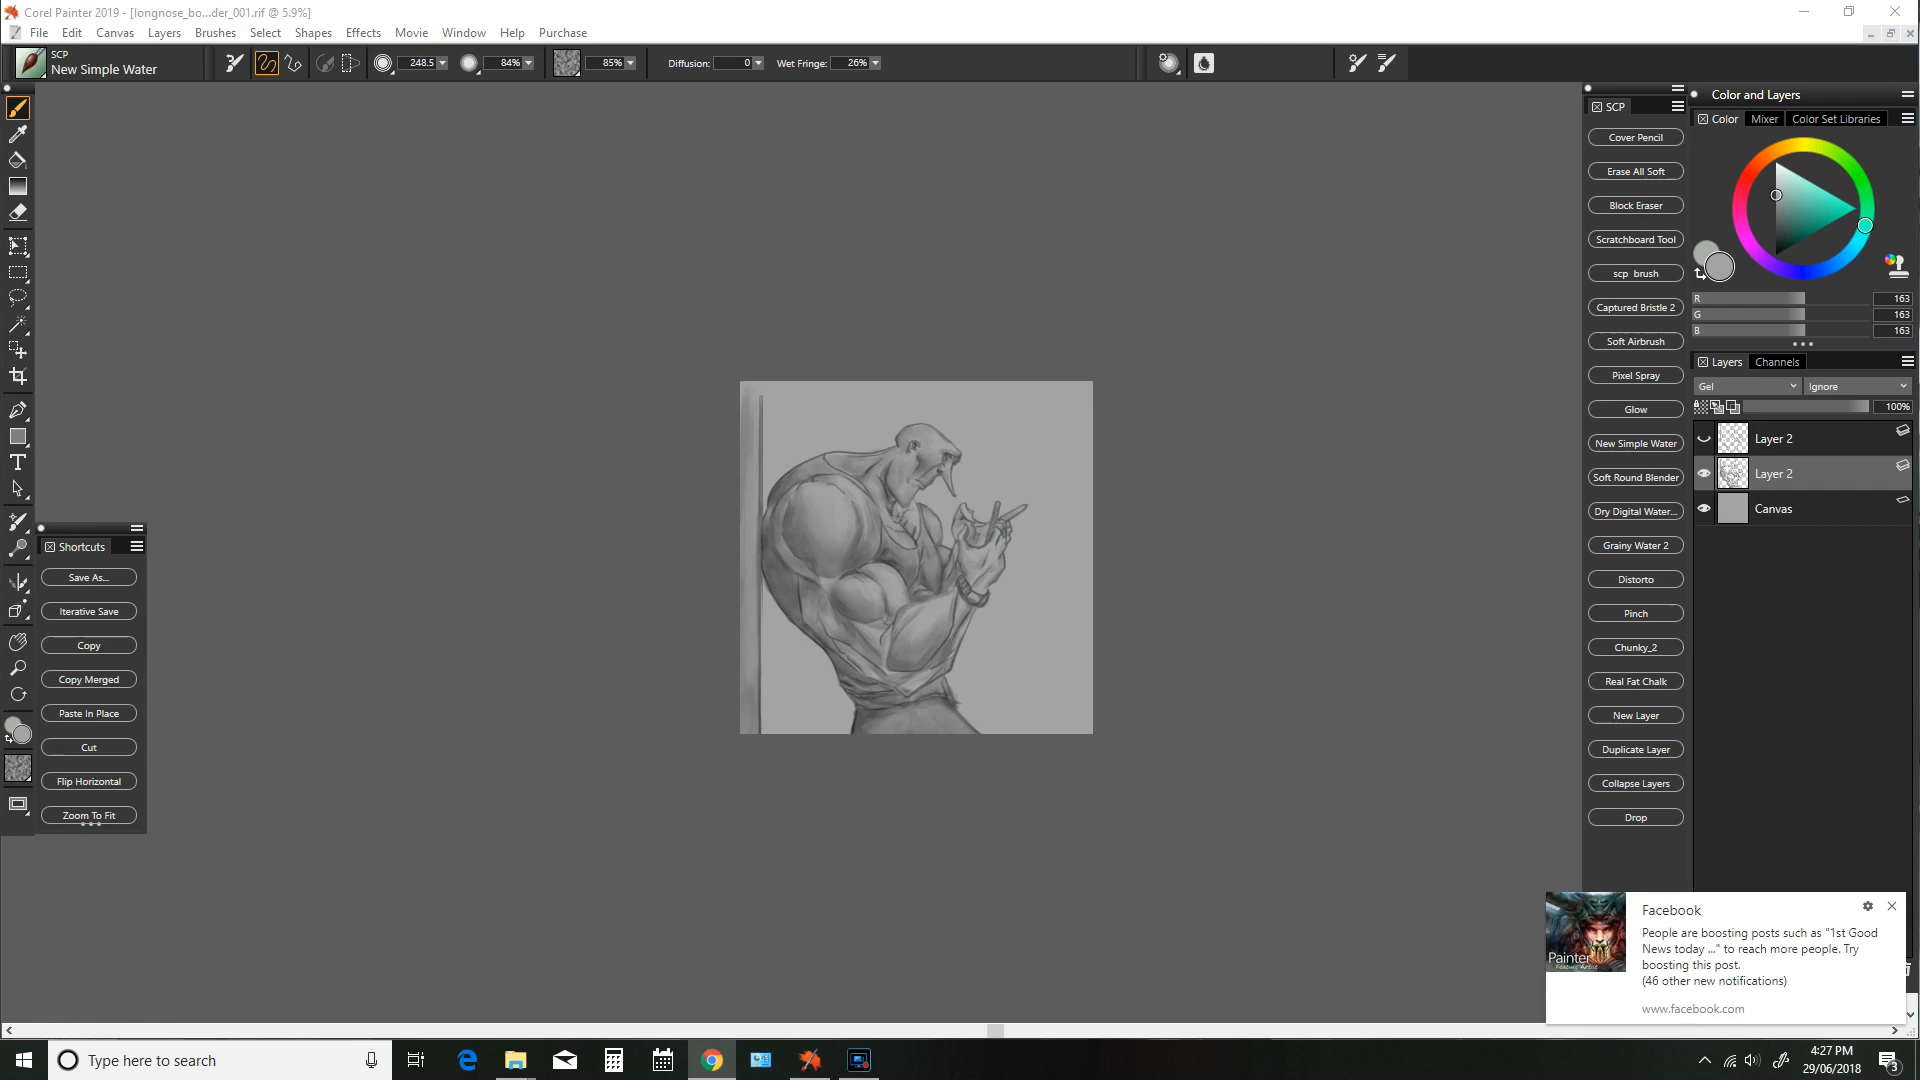 Corel Painter 2019 - [longnose_bo...der_001.rif @ 5.9%]
File Edit Canvas Layers Brushes Select Shapes Effects Movie Window Help Purchase
SCP
New Simple Water
248.5
84%
85%
Diffusion: 0
Wet Fringe: 26%
Shortcuts
Save As...
Iterative Save
Copy
Copy Merged
Paste In Place
Cut
Flip Horizontal
Zoom To Fit
SCP
Cover Pencil
Erase All Soft
Block Eraser
Scratchboard Tool
scp brush
Captured Bristle 2
Soft Airbrush
Pixel Spray
Glow
New Simple Water
Soft Round Blender
Dry Digital Water...
Grainy Water 2
Distorto
Pinch
Chunky_2
Real Fat Chalk
New Layer
Duplicate Layer
Collapse Layers
Drop
Color and Layers
Color Mixer Color Set Libraries
R 163
G 163
B 163
Layers Channels
Gel Ignore
100%
Layer 2
Layer 2
Canvas
Painter
Feature Artist
Facebook
People are boosting posts such as "1st Good
News today ..." to reach more people. Try
boosting this post.
(46 other new notifications)
www.facebook.com
Type here to search
4:27 PM
29/06/2018
3